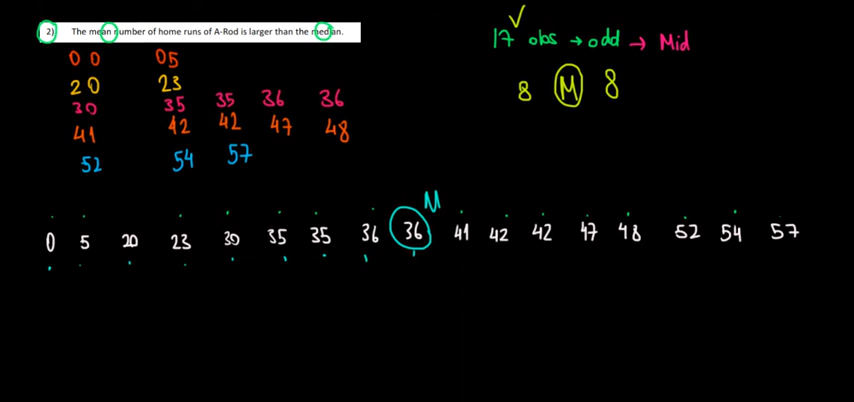 2) The mean number of home runs of A-Rod is larger than the median.
17 obs → odd → Mid
8 M 8
00 05
20 23
30 35 35 36 36
41 42 42 47 48
52 54 57
M
0 5 20 23 30 35 35 36 36 41 42 42 47 48 52 54 57